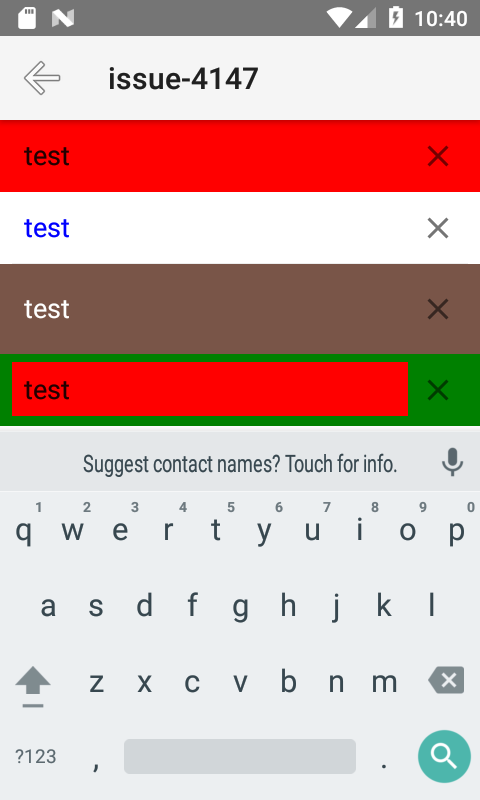 10:40
issue-4147
test
test
test
test
Suggest contact names? Touch for info.
1 2 3 4 5 6 7 8 9 0
q w e r t y u i o p
a s d f g h j k l
z x c v b n m
?123 , .